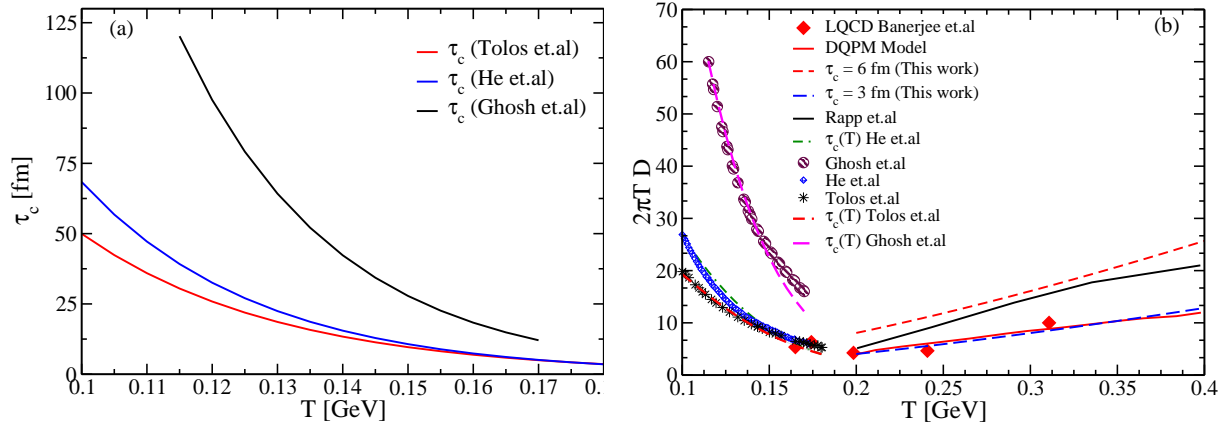 (a)
125
100
75
50
25
0
τc [fm]
τc (Tolos et.al)
τc (He et.al)
τc (Ghosh et.al)
0.1 0.11 0.12 0.13 0.14 0.15 0.16 0.17
T [GeV]
(b)
70
60
50
40
30
20
10
0
2πT D
LQCD Banerjee et.al
DQPM Model
τc = 6 fm (This work)
τc = 3 fm (This work)
Rapp et.al
τc(T) He et.al
Ghosh et.al
He et.al
Tolos et.al
τc(T) Tolos et.al
τc(T) Ghosh et.al
0.1 0.15 0.2 0.25 0.3 0.35 0.4
T [GeV]